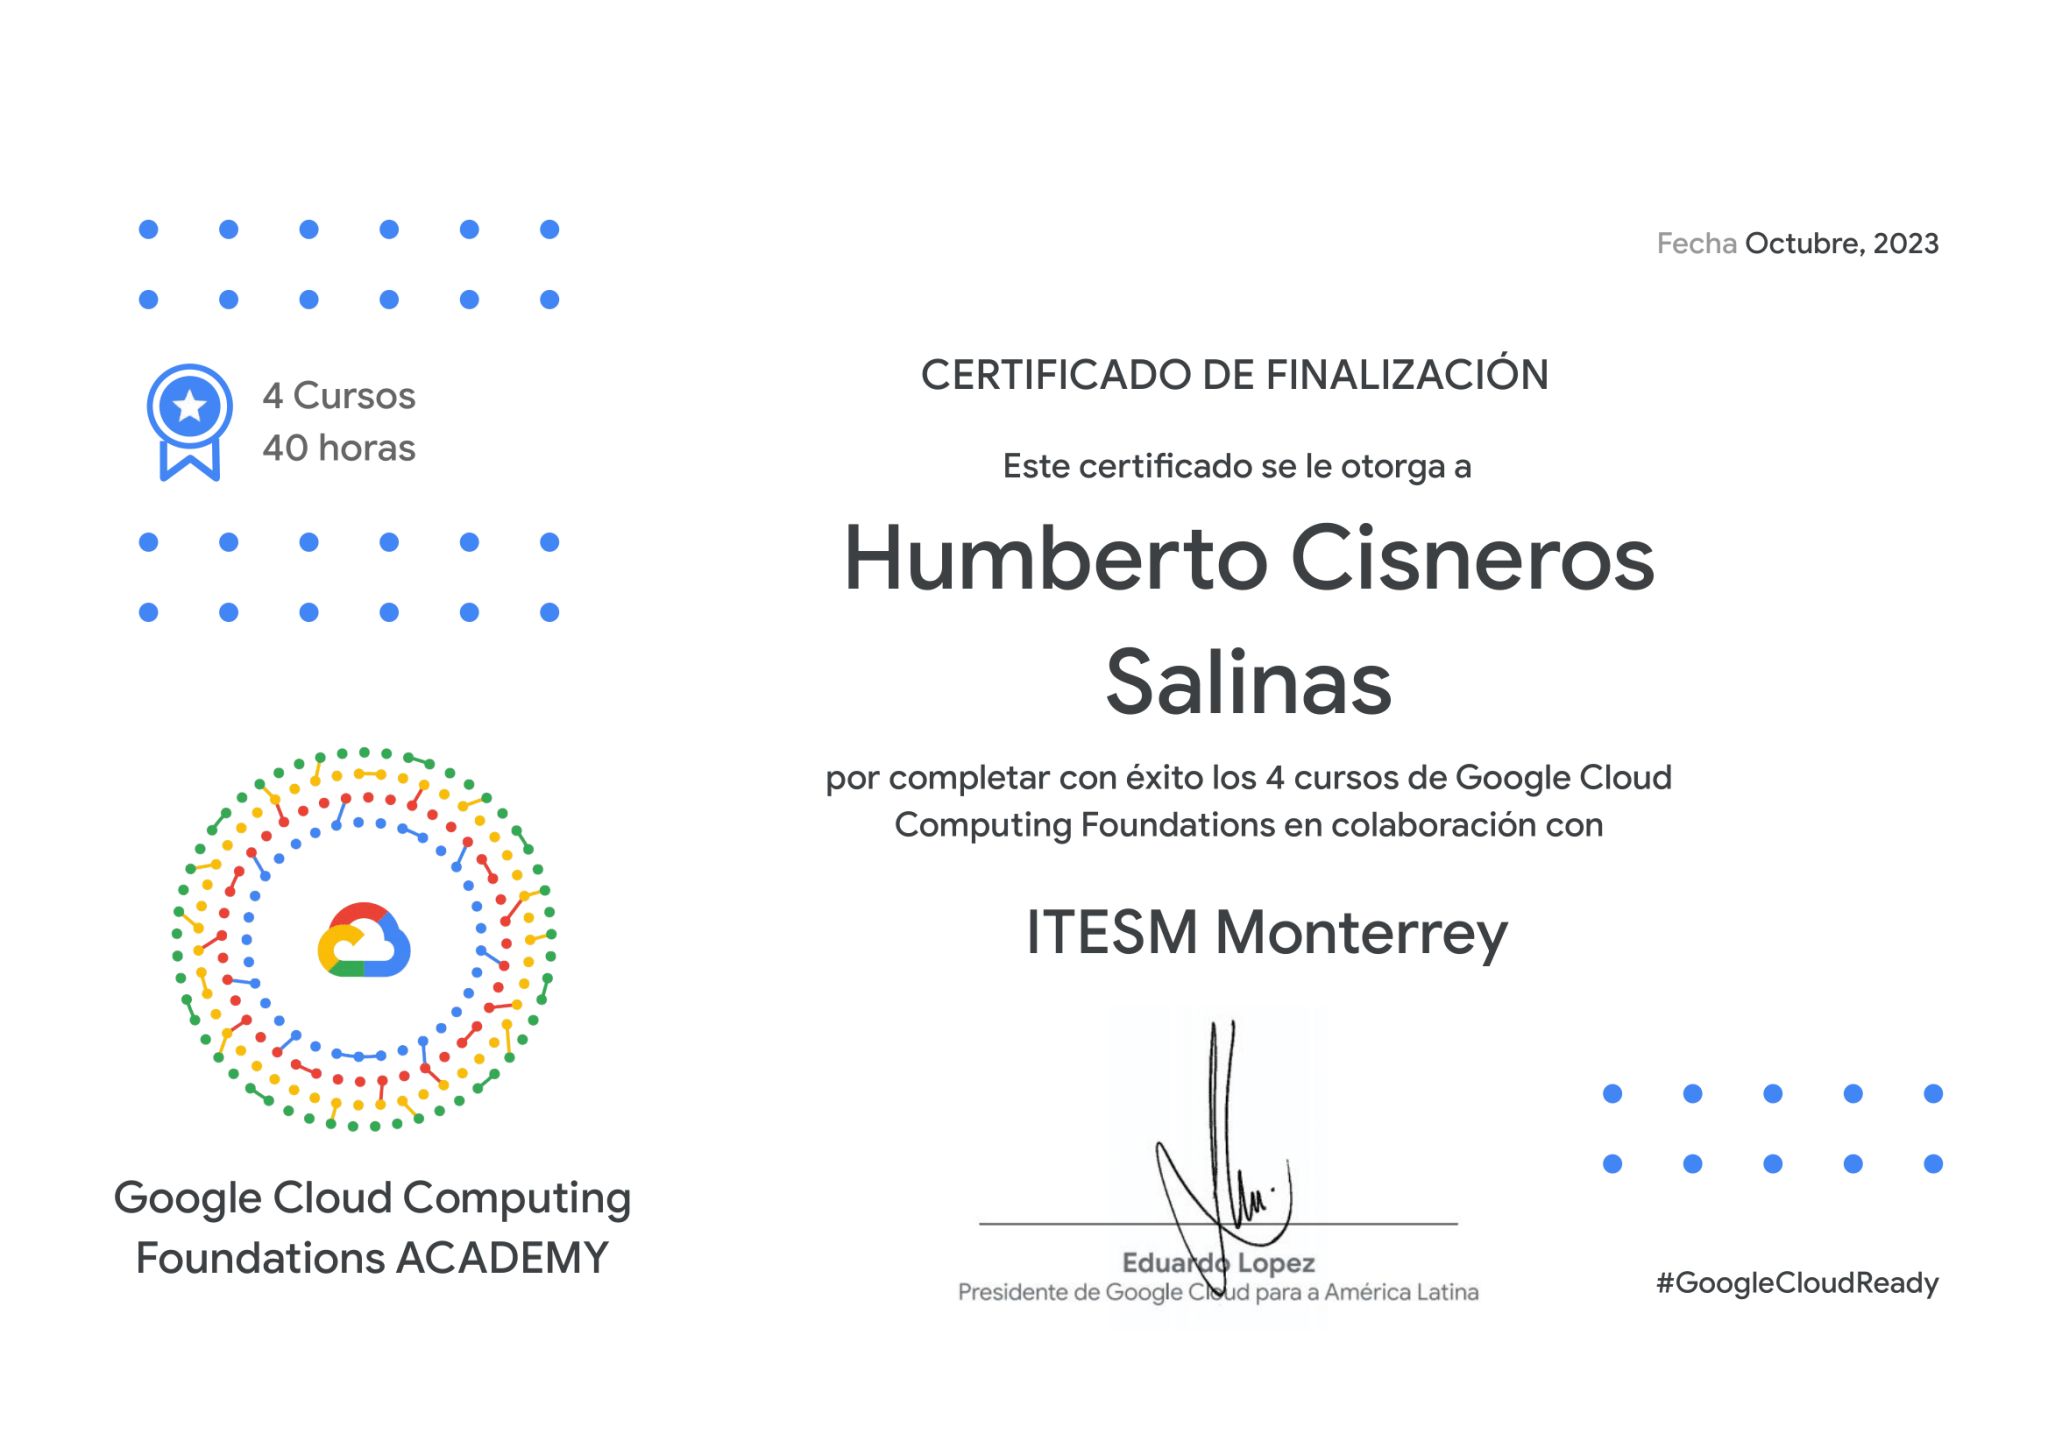 Fecha Octubre, 2023
4 Cursos
40 horas
CERTIFICADO DE FINALIZACIÓN
Este certificado se le otorga a
Humberto Cisneros
Salinas
por completar con éxito los 4 cursos de Google Cloud
Computing Foundations en colaboración con
ITESM Monterrey
Google Cloud Computing
Foundations ACADEMY
Eduardo Lopez
Presidente de Google Cloud para a América Latina
#GoogleCloudReady